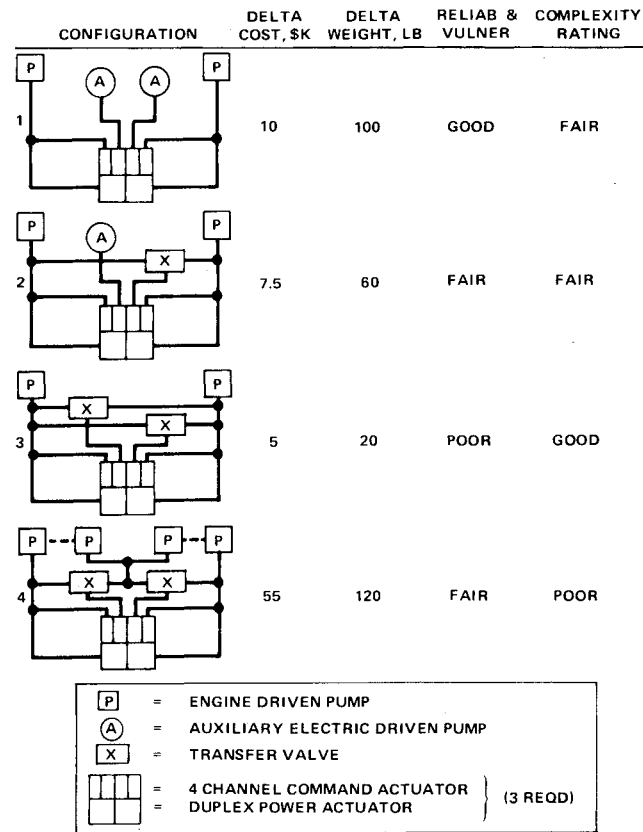 CONFIGURATION DELTA COST, $K DELTA WEIGHT, LB RELIAB & VULNER COMPLEXITY RATING
P A A P
1 10 100 GOOD FAIR
P A P
X
2 7.5 60 FAIR FAIR
P P
X
X
3 5 20 POOR GOOD
P P P P
X X
4 55 120 FAIR POOR
P = ENGINE DRIVEN PUMP
A = AUXILIARY ELECTRIC DRIVEN PUMP
X = TRANSFER VALVE
= 4 CHANNEL COMMAND ACTUATOR
= DUPLEX POWER ACTUATOR
(3 REQD)